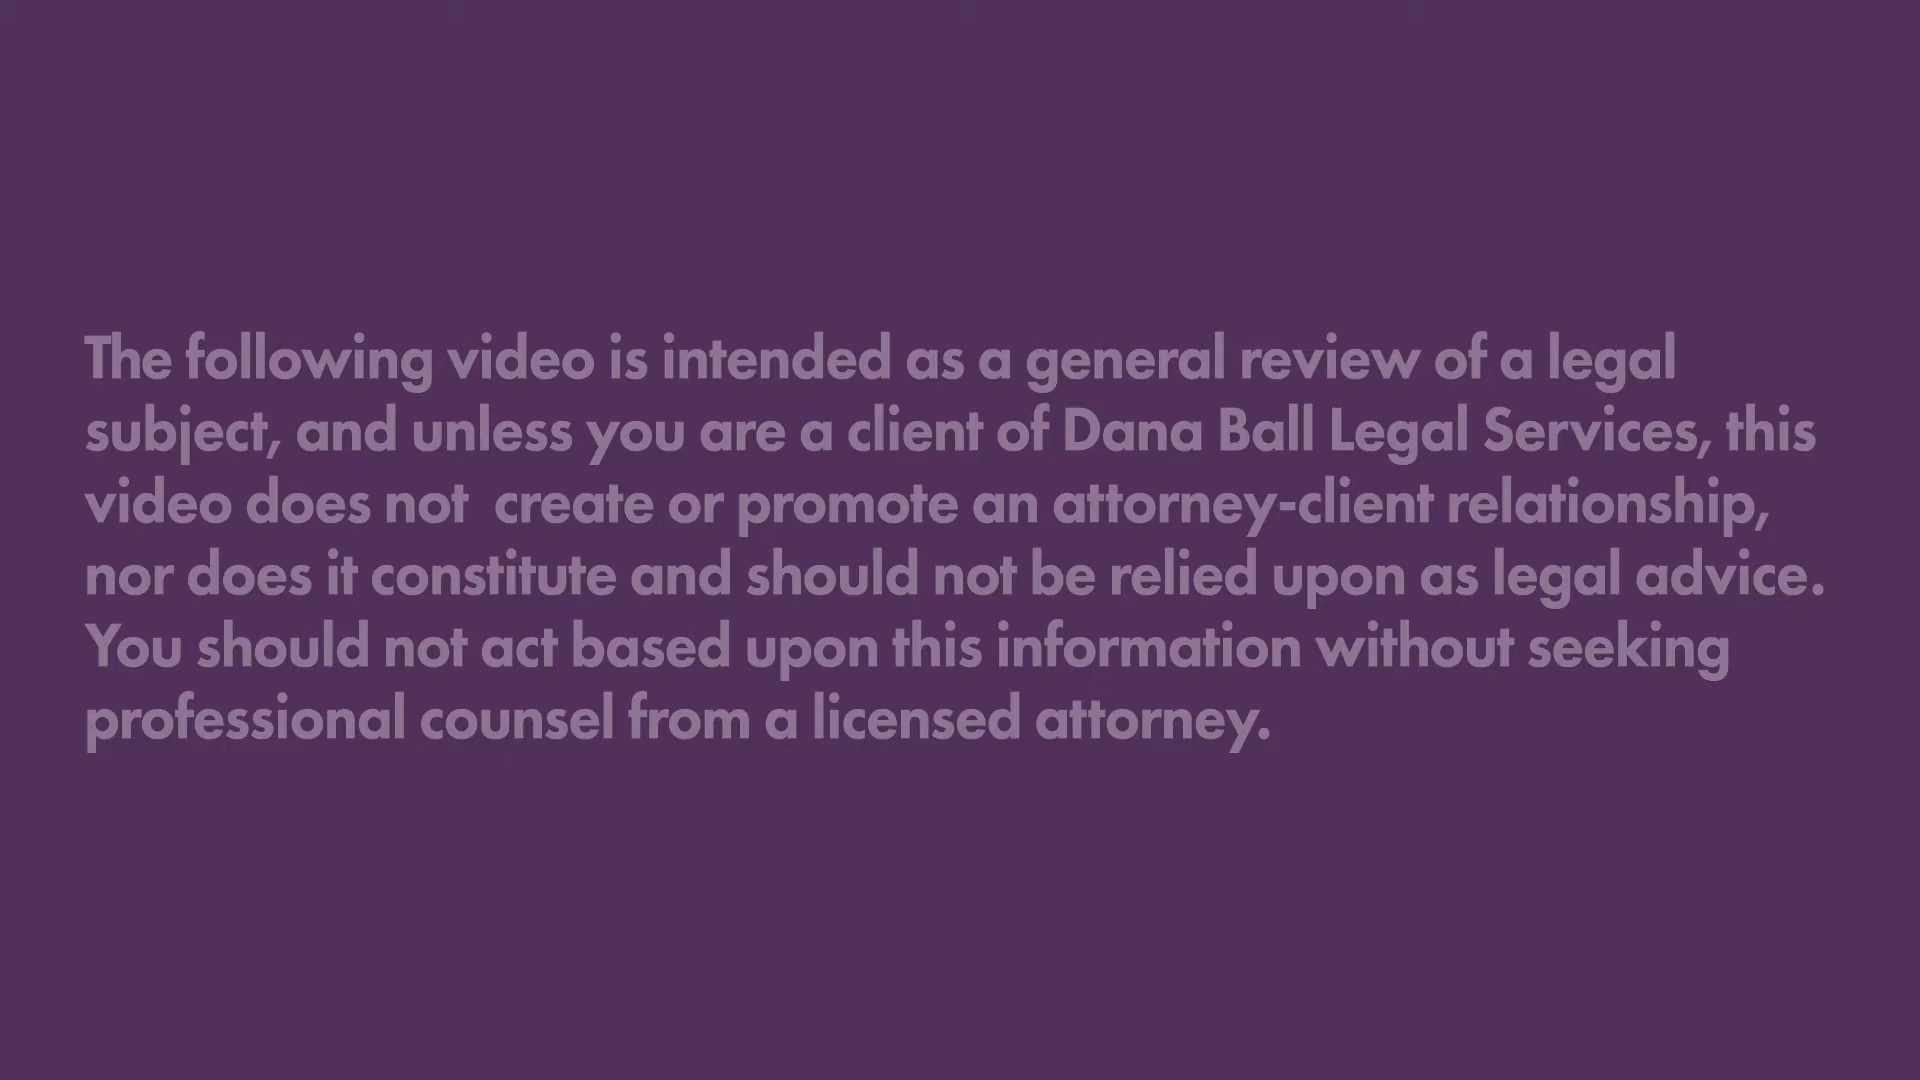 The following video is intended as a general review of a legal
subject, and unless you are a client of Dana Ball Legal Services, this
video does not  create or promote an attorney-client relationship,
nor does it constitute and should not be relied upon as legal advice.
You should not act based upon this information without seeking
professional counsel from a licensed attorney.